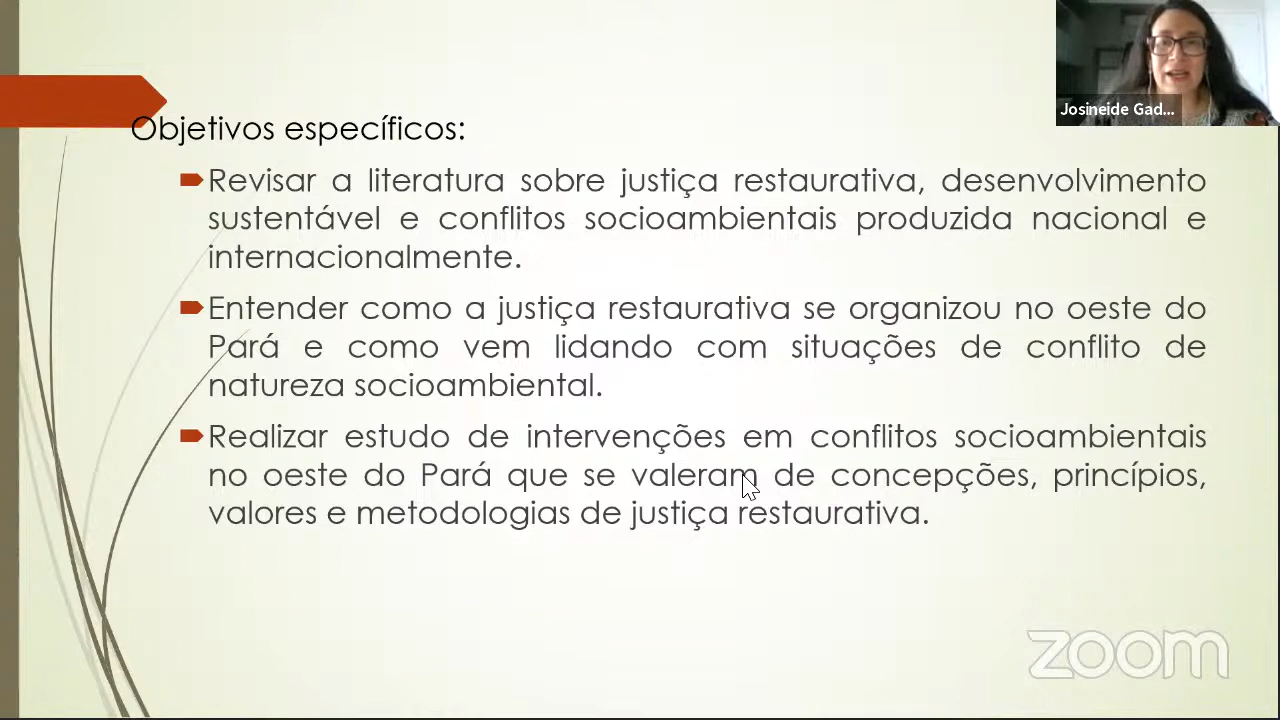 Josineide Gad...
Objetivos específicos:
Revisar a literatura sobre justiça restaurativa, desenvolvimento
sustentável e conflitos socioambientais produzida nacional e
internacionalmente.
Entender como a justiça restaurativa se organizou no oeste do
Pará e como vem lidando com situações de conflito de
natureza socioambiental.
Realizar estudo de intervenções em conflitos socioambientais
no oeste do Pará que se valeram de concepções, princípios,
valores e metodologias de justiça restaurativa.
zoom